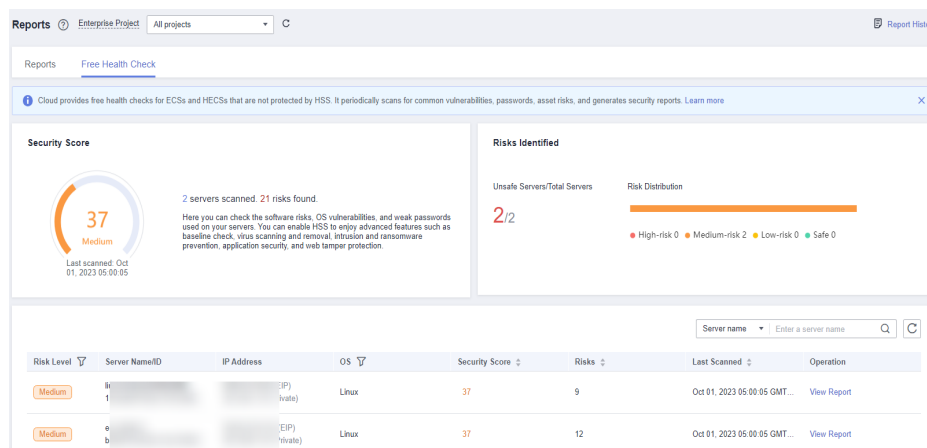 Reports Enterprise Project All projects Report Hist
Reports Free Health Check
Cloud provides free health checks for ECSs and HECSs that are not protected by HSS. It periodically scans for common vulnerabilities, passwords, asset risks, and generates security reports. Learn more
Security Score
37
Medium
Last scanned: Oct
01, 2023 05:00:05
2 servers scanned. 21 risks found.
Here you can check the software risks, OS vulnerabilities, and weak passwords
used on your servers. You can enable HSS to enjoy advanced features such as
baseline check, virus scanning and removal, intrusion and ransomware
prevention, application security, and web tamper protection.
Risks Identified
Unsafe Servers/Total Servers Risk Distribution
2/2
High-risk 0 Medium-risk 2 Low-risk 0 Safe 0
Server name Enter a server name
Risk Level Server Name/ID IP Address OS Security Score Risks Last Scanned Operation
Medium Linux 37 9 Oct 01, 2023 05:00:05 GMT... View Report
Medium Linux 37 12 Oct 01, 2023 05:00:05 GMT... View Report